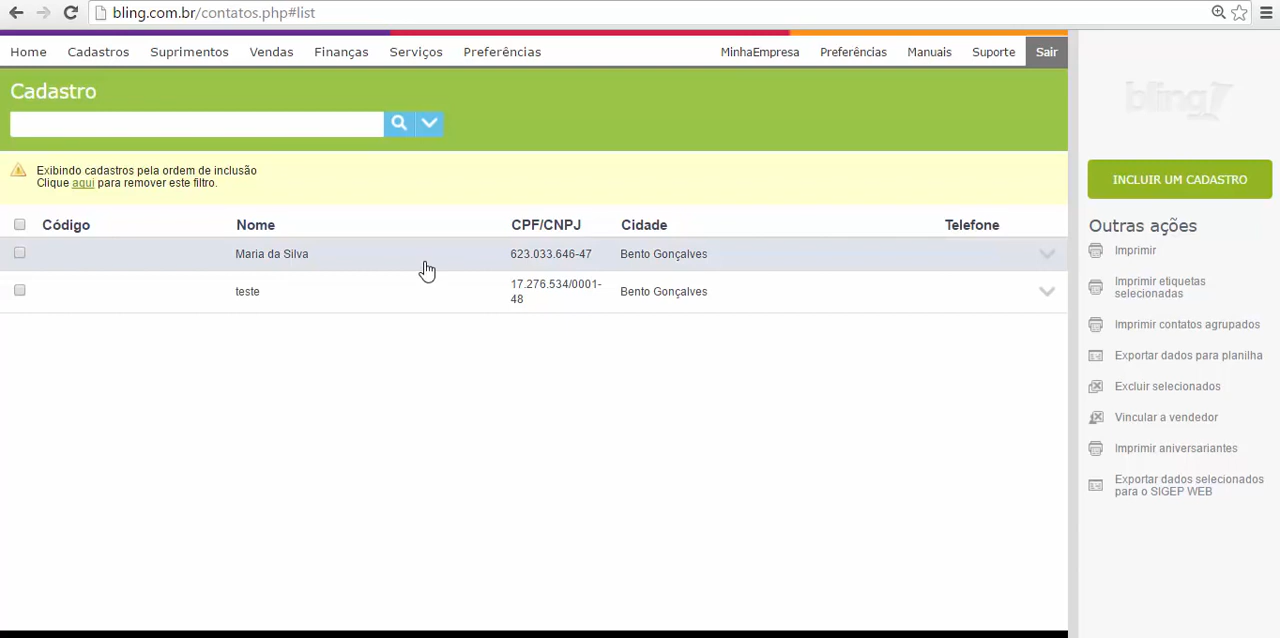 bling.com.br/contatos.php#list
Home Cadastros Suprimentos Vendas Finanças Serviços Preferências MinhaEmpresa Preferências Manuais Suporte Sair
Cadastro
bling
Exibindo cadastros pela ordem de inclusão
Clique aqui para remover este filtro.
Código Nome CPF/CNPJ Cidade Telefone
Maria da Silva 623.033.646-47 Bento Gonçalves
teste 17.276.534/0001-
48 Bento Gonçalves
INCLUIR UM CADASTRO
Outras ações
Imprimir
Imprimir etiquetas
selecionadas
Imprimir contatos agrupados
Exportar dados para planilha
Excluir selecionados
Vincular a vendedor
Imprimir aniversariantes
Exportar dados selecionados
para o SIGEP WEB